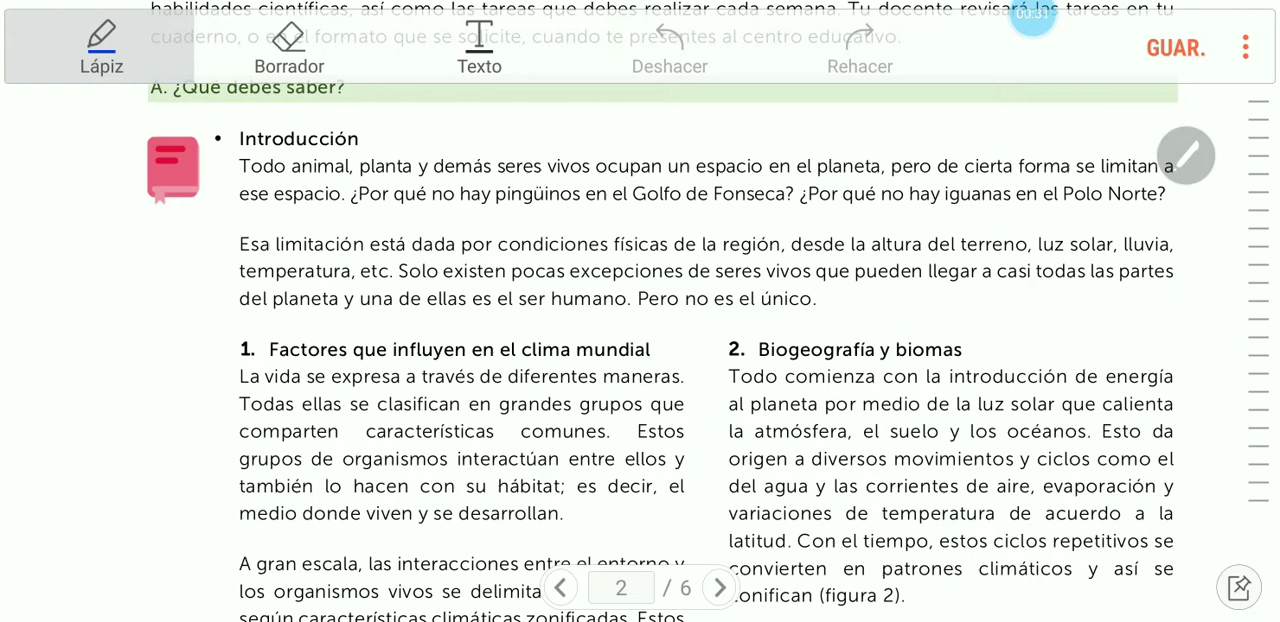 habilidades científicas, así como las tareas que debes realizar cada semana. Tu docente revisará las tareas en tu
cuaderno, o en el formato que se solicite, cuando te presentes al centro educativo.
00:31
Lápiz
Borrador
Texto
Deshacer
Rehacer
GUAR.
A. ¿Qué debes saber?
• Introducción
Todo animal, planta y demás seres vivos ocupan un espacio en el planeta, pero de cierta forma se limitan a
ese espacio. ¿Por qué no hay pingüinos en el Golfo de Fonseca? ¿Por qué no hay iguanas en el Polo Norte?
Esa limitación está dada por condiciones físicas de la región, desde la altura del terreno, luz solar, lluvia,
temperatura, etc. Solo existen pocas excepciones de seres vivos que pueden llegar a casi todas las partes
del planeta y una de ellas es el ser humano. Pero no es el único.
1. Factores que influyen en el clima mundial
La vida se expresa a través de diferentes maneras.
Todas ellas se clasifican en grandes grupos que
comparten características comunes. Estos
grupos de organismos interactúan entre ellos y
también lo hacen con su hábitat; es decir, el
medio donde viven y se desarrollan.
A gran escala, las interacciones entre el entorno y
los organismos vivos se delimita
según características climáticas zonificadas. Estos
2. Biogeografía y biomas
Todo comienza con la introducción de energía
al planeta por medio de la luz solar que calienta
la atmósfera, el suelo y los océanos. Esto da
origen a diversos movimientos y ciclos como el
del agua y las corrientes de aire, evaporación y
variaciones de temperatura de acuerdo a la
latitud. Con el tiempo, estos ciclos repetitivos se
convierten en patrones climáticos y así se
zonifican (figura 2).
2 / 6